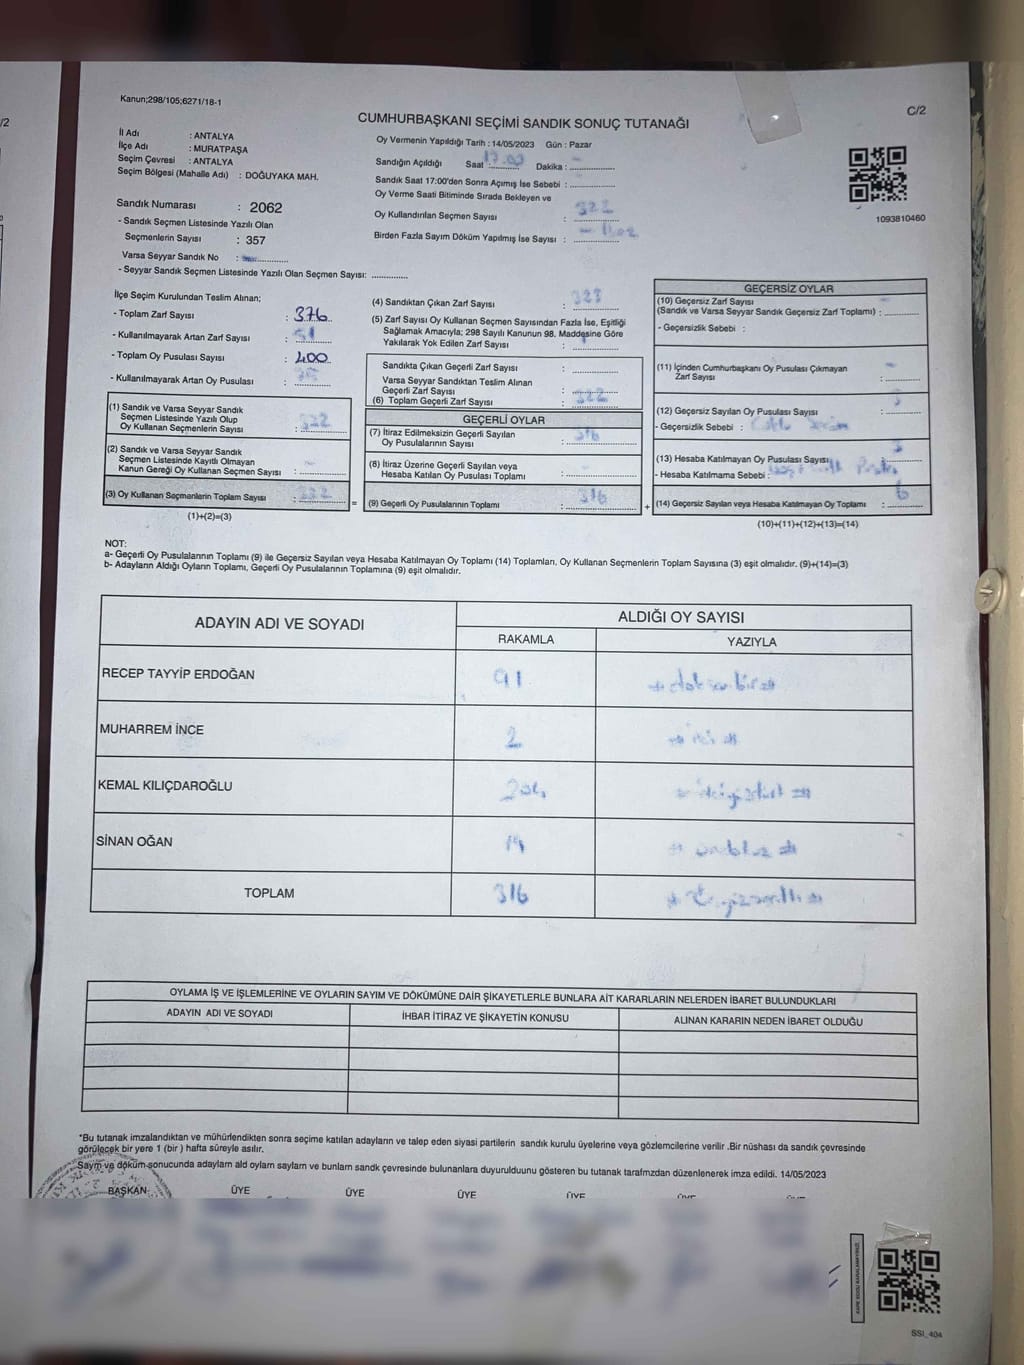 /2
Kanun;298/105;6271/18-1
C/2
CUMHURBAŞKANI SEÇİMİ SANDIK SONUÇ TUTANAĞI
İl Adı : ANTALYA
İlçe Adı : MURATPAŞA
Seçim Çevresi : ANTALYA
Seçim Bölgesi (Mahalle Adı) : DOĞUYAKA MAH.
Sandık Numarası : 2062
- Sandık Seçmen Listesinde Yazılı Olan
Seçmenlerin Sayısı : 357
Varsa Seyyar Sandık No :
- Seyyar Sandık Seçmen Listesinde Yazılı Olan Seçmen Sayısı: ..............
Oy Vermenin Yapıldığı Tarih : 14/05/2023 Gün : Pazar
Sandığın Açıldığı Saat 17.00 Dakika : ..............
Sandık Saat 17:00'den Sonra Açımış İse Sebebi : ..............
Oy Verme Saati Bitiminde Sırada Bekleyen ve
Oy Kullandırılan Seçmen Sayısı : 322
Birden Fazla Sayım Döküm Yapılmış İse Sayısı :
1093810460
İlçe Seçim Kurulundan Teslim Alınan;
- Toplam Zarf Sayısı : 376
- Kullanılmayarak Artan Zarf Sayısı : 51
- Toplam Oy Pusulası Sayısı : 400
- Kullanılmayarak Artan Oy Pusulası :
(1) Sandık ve Varsa Seyyar Sandık
Seçmen Listesinde Yazılı Olup
Oy Kullanan Seçmenlerin Sayısı : 322
(2) Sandık ve Varsa Seyyar Sandık
Seçmen Listesinde Kayıtlı Olmayan
Kanun Gereği Oy Kullanan Seçmen Sayısı : -
(3) Oy Kullanan Seçmenlerin Toplam Sayısı : 322
(1)+(2)=(3)
(4) Sandıktan Çıkan Zarf Sayısı : 323
(5) Zarf Sayısı Oy Kullanan Seçmen Sayısından Fazla İse, Eşitliği
Sağlamak Amacıyla; 298 Sayılı Kanunun 98. Maddesine Göre
Yakılarak Yok Edilen Zarf Sayısı :
Sandıkta Çıkan Geçerli Zarf Sayısı :
Varsa Seyyar Sandıktan Teslim Alınan
Geçerli Zarf Sayısı :
(6) Toplam Geçerli Zarf Sayısı : 322
GEÇERLİ OYLAR
(7) İtiraz Edilmeksizin Geçerli Sayılan
Oy Pusulalarının Sayısı : 316
(8) İtiraz Üzerine Geçerli Sayılan veya
Hesaba Katılan Oy Pusulası Toplamı : -
= (9) Geçerli Oy Pusulalarının Toplamı : 316 +
GEÇERSİZ OYLAR
(10) Geçersiz Zarf Sayısı
(Sandık ve Varsa Seyyar Sandık Geçersiz Zarf Toplamı) : -
- Geçersizlik Sebebi :
(11) İçinden Cumhurbaşkanı Oy Pusulası Çıkmayan
Zarf Sayısı : -
(12) Geçersiz Sayılan Oy Pusulası Sayısı : 3
- Geçersizlik Sebebi :
(13) Hesaba Katılmayan Oy Pusulası Sayısı : 3
- Hesaba Katılmama Sebebi :
(14) Geçersiz Sayılan veya Hesaba Katılmayan Oy Toplamı : 6
(10)+(11)+(12)+(13)=(14)
NOT:
a- Geçerli Oy Pusulalarının Toplamı (9) ile Geçersiz Sayılan veya Hesaba Katılmayan Oy Toplamı (14) Toplamları, Oy Kullanan Seçmenlerin Toplam Sayısına (3) eşit olmalıdır. (9)+(14)=(3)
b- Adayların Aldığı Oyların Toplamı, Geçerli Oy Pusulalarının Toplamına (9) eşit olmalıdır.
ADAYIN ADI VE SOYADI
ALDIĞI OY SAYISI
RAKAMLA YAZIYLA
RECEP TAYYİP ERDOĞAN 91 # doksanbir #
MUHARREM İNCE 2 # iki #
KEMAL KILIÇDAROĞLU 204 # ikiyüzdört #
SİNAN OĞAN 19 # ondokuz #
TOPLAM 316 # üçyüzonaltı #
OYLAMA İŞ VE İŞLEMLERİNE VE OYLARIN SAYIM VE DÖKÜMÜNE DAİR ŞİKAYETLERLE BUNLARA AİT KARARLARIN NELERDEN İBARET BULUNDUKLARI
ADAYIN ADI VE SOYADI İHBAR İTİRAZ VE ŞİKAYETİN KONUSU ALINAN KARARIN NEDEN İBARET OLDUĞU
"Bu tutanak imzalandıktan ve mühürlendikten sonra seçime katılan adayların ve talep eden siyasi partilerin sandık kurulu üyelerine veya gözlemcilerine verilir .Bir nüshası da sandık çevresinde
görülecek bir yere 1 (bir ) hafta süreyle asılır.
Sayım ve döküm sonucunda adaylarn ald oylarn saylarn ve bunlarn sandık çevresinde bulunanlara duyurulduunu gösteren bu tutanak tarafmzdan düzenlenerek imza edildi. 14/05/2023
BAŞKAN ÜYE ÜYE ÜYE ÜYE
SSI_404